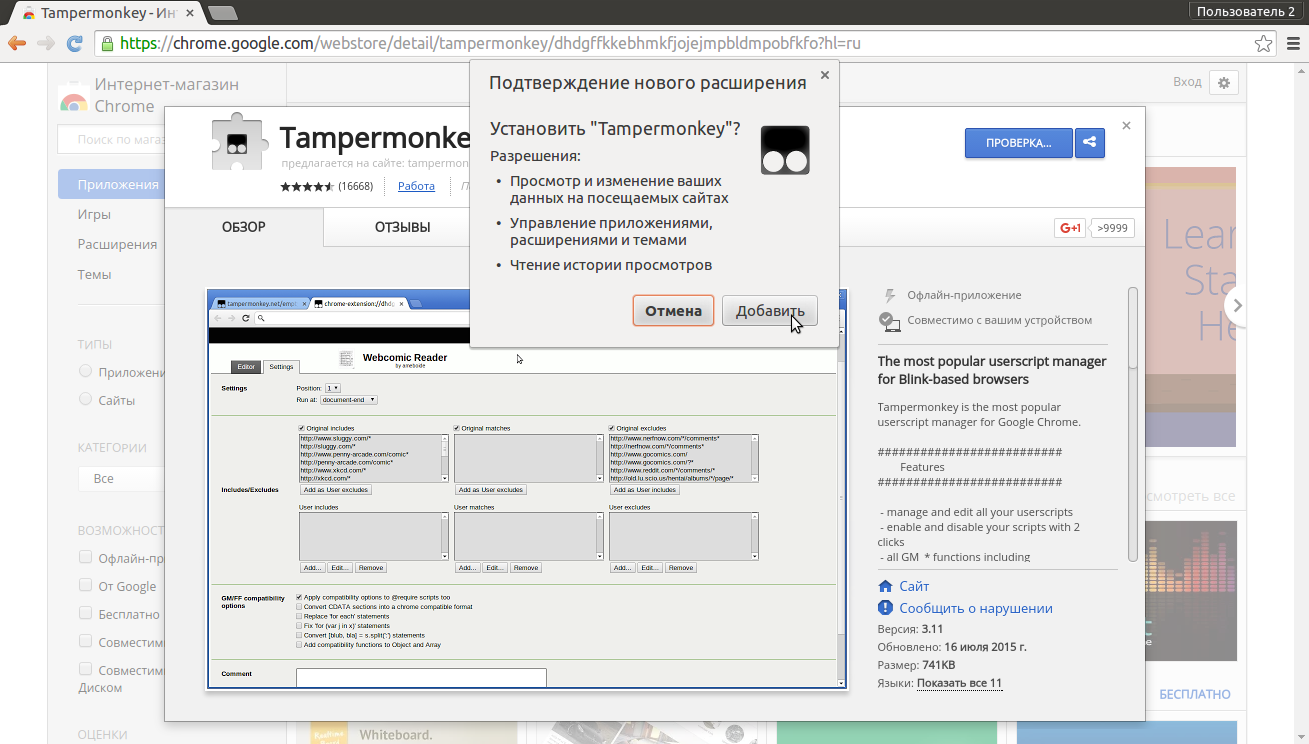 Tampermonkey - Ин
Пользователь 2
https://chrome.google.com/webstore/detail/tampermonkey/dhdgffkkebhmkfjojejmpbldmpobfkfo?hl=ru
Интернет-магазин
Chrome
Вход
Поиск по мага
Приложения
Игры
Расширения
Темы
ТИПЫ
Приложени
Сайты
КАТЕГОРИИ
Все
ВОЗМОЖНОСТ
Офлайн-пр
От Google
Бесплатно
Совместим
Совместим
Диском
ОЦЕНКИ
Tampermonke
предлагается на сайте: tampermon
(16668)
Работа
ПРОВЕРКА...
ОБЗОР
ОТЗЫВЫ
G+1
>9999
Подтверждение нового расширения
Установить "Tampermonkey"?
Разрешения:
• Просмотр и изменение ваших
данных на посещаемых сайтах
• Управление приложениями,
расширениями и темами
• Чтение истории просмотров
Отмена
Добавить
tampermonkey.net/empt
chrome-extension://dhdg
Webcomic Reader
by ameboide
Editor
Settings
Settings
Position: 1
Run at: document-end
Includes/Excludes
Original includes
http://www.sluggy.com/*
http://sluggy.com/*
http://www.penny-arcade.com/comic*
http://penny-arcade.com/comic*
http://www.xkcd.com/*
http://xkcd.com/*
Add as User excludes
Original matches
Add as User excludes
Original excludes
http://www.nerfnow.com/*/comments*
http://nerfnow.com/*/comments*
http://www.gocomics.com/
http://www.gocomics.com/?*
http://www.reddit.com/*/comments/*
http://old.lu.scio.us/hentai/albums/*/page/*
Add as User includes
User includes
Add... Edit... Remove
User matches
Add... Edit... Remove
User excludes
Add... Edit... Remove
GM/FF compatibility
options
Apply compatibility options to @require scripts too
Convert CDATA sections into a chrome compatible format
Replace 'for each' statements
Fix 'for (var j in x)' statements
Convert [blub, bla] = s.split(':') statements
Add compatibility functions to Object and Array
Comment
Офлайн-приложение
Совместимо с вашим устройством
The most popular userscript manager
for Blink-based browsers
Tampermonkey is the most popular
userscript manager for Google Chrome.
##########################
Features
##########################
- manage and edit all your userscripts
- enable and disable your scripts with 2
clicks
- all GM_* functions including
Сайт
Сообщить о нарушении
Версия: 3.11
Обновлено: 16 июля 2015 г.
Размер: 741KB
Языки: Показать все 11
Lear
Sta
He
смотреть все
БЕСПЛАТНО
Whiteboard.